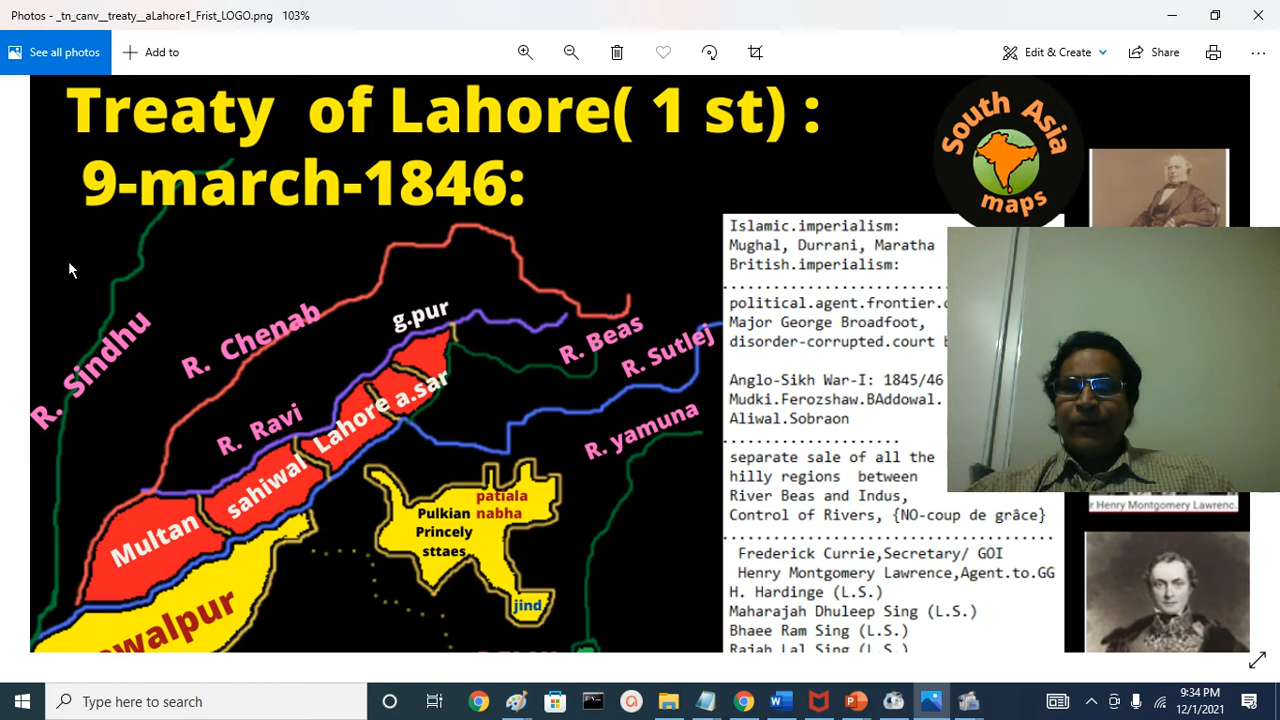 Photos - _tn_canv__treaty__aLahore1_Frist_LOGO.png 103%
See all photos
Add to
Edit & Create
Share
Treaty of Lahore( 1 st) :
9-march-1846:
South Asia
maps
R. Sindhu
R. Chenab
g.pur
R. Beas
R. Sutlej
R. Ravi
Lahore
a.sar
R. yamuna
sahiwal
Multan
Pulkian
Princely
sttaes
patiala
nabha
jind
Islamic.imperialism:
Mughal, Durrani, Maratha
British.imperialism:
political.agent.frontier.
Major George Broadfoot,
disorder-corrupted.court
Anglo-Sikh War-I: 1845/46
Mudki.Ferozshaw.BAddowal.
Aliwal.Sobraon
separate sale of all the
hilly regions between
River Beas and Indus,
Control of Rivers, {NO-coup de grâce}
Frederick Currie,Secretary/ GOI
Henry Montgomery Lawrence,Agent.to.GG
H. Hardinge (L.S.)
Maharajah Dhuleep Sing (L.S.)
Bhaee Ram Sing (L.S.)
Rajah Lal Sing (L.S.)
r Henry Montgomery Lawrenc.
Type here to search
9:34 PM
12/1/2021